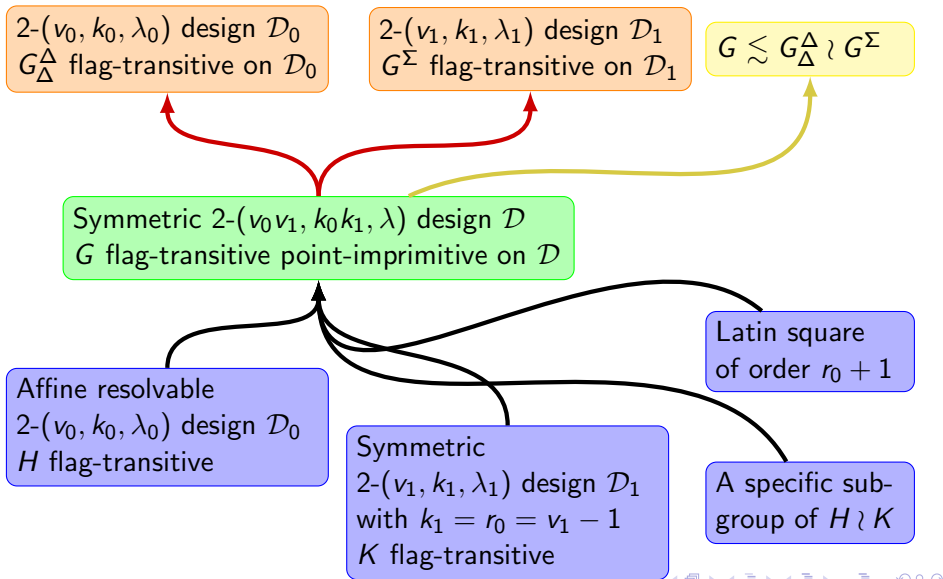 2-(v₀, k₀, λ₀) design 𝒟₀
G_Δ^Δ flag-transitive on 𝒟₀
2-(v₁, k₁, λ₁) design 𝒟₁
G^Σ flag-transitive on 𝒟₁
G ≲ G_Δ^Δ ≀ G^Σ
Symmetric 2-(v₀v₁, k₀k₁, λ) design 𝒟
G flag-transitive point-imprimitive on 𝒟
Latin square
of order r₀ + 1
Affine resolvable
2-(v₀, k₀, λ₀) design 𝒟₀
H flag-transitive
Symmetric
2-(v₁, k₁, λ₁) design 𝒟₁
with k₁ = r₀ = v₁ − 1
K flag-transitive
A specific sub-
group of H ≀ K